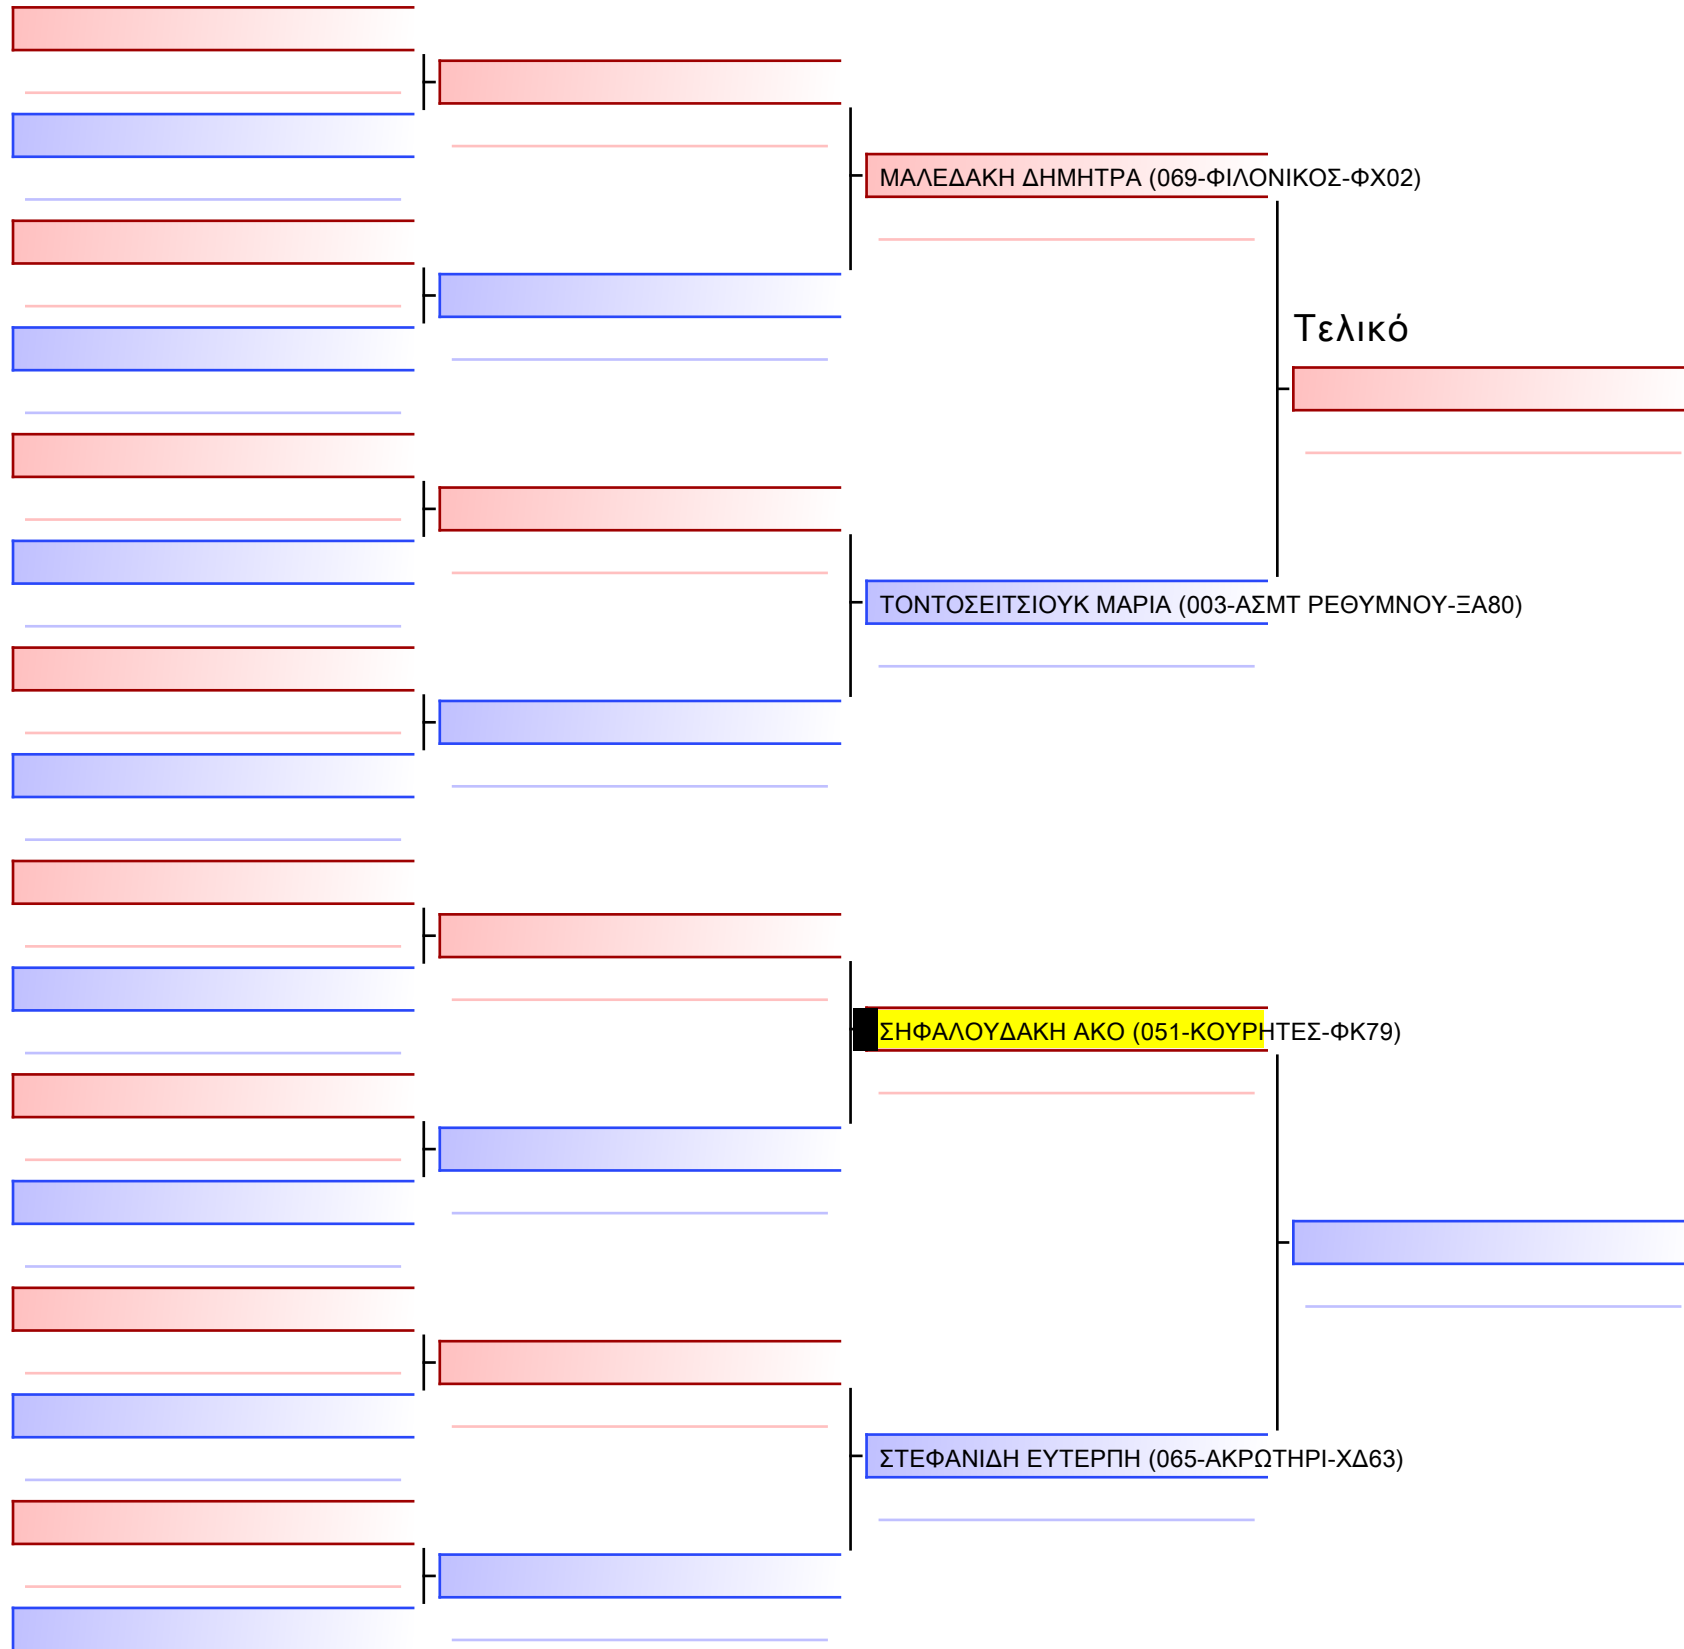 ΜΑΛΕΔΑΚΗ ΔΗΜΗΤΡΑ (069-ΦΙΛΟΝΙΚΟΣ-ΦΧ02)
Τελικό
ΤΟΝΤΟΣΕΙΤΣΙΟΥΚ ΜΑΡΙΑ (003-ΑΣΜΤ ΡΕΘΥΜΝΟΥ-ΞΑ80)
ΣΗΦΑΛΟΥΔΑΚΗ ΑΚΟ (051-ΚΟΥΡΗΤΕΣ-ΦΚ79)
ΣΤΕΦΑΝΙΔΗ ΕΥΤΕΡΠΗ (065-ΑΚΡΩΤΗΡΙ-ΧΔ63)